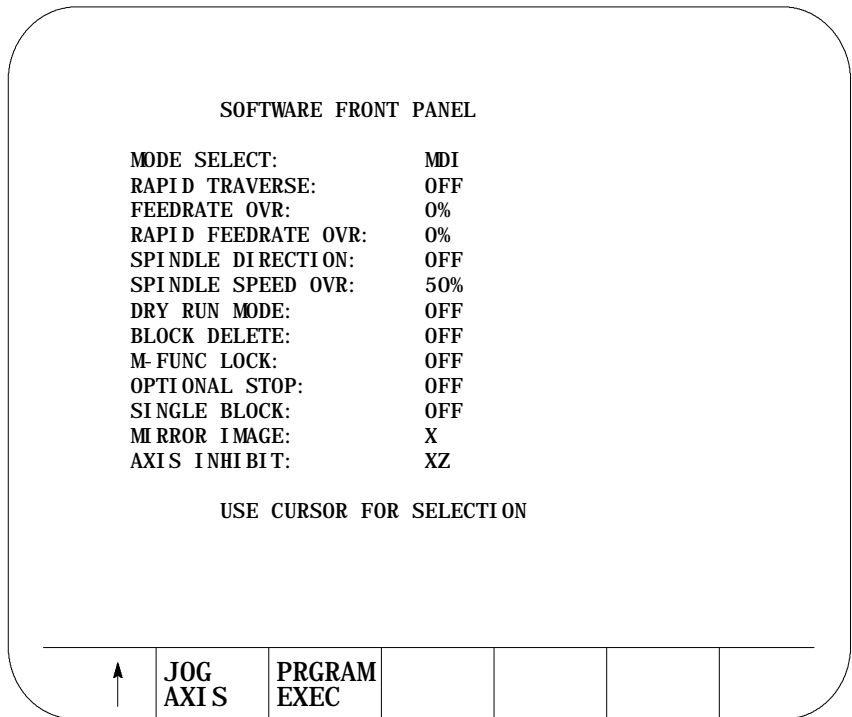 SOFTWARE FRONT PANEL
MODE SELECT: MDI
RAPID TRAVERSE: OFF
FEEDRATE OVR: 0%
RAPID FEEDRATE OVR: 0%
SPINDLE DIRECTION: OFF
SPINDLE SPEED OVR: 50%
DRY RUN MODE: OFF
BLOCK DELETE: OFF
M-FUNC LOCK: OFF
OPTIONAL STOP: OFF
SINGLE BLOCK: OFF
MIRROR IMAGE: X
AXIS INHIBIT: XZ
USE CURSOR FOR SELECTION
JOG PRGRAM
AXIS EXEC